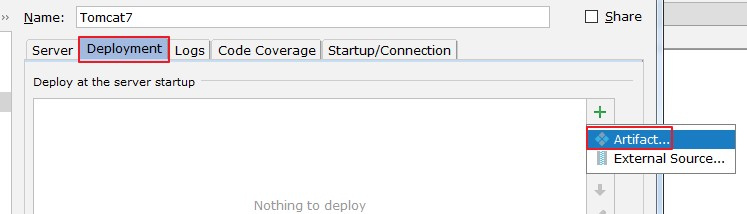 Name: Tomcat7 Share
Server Deployment Logs Code Coverage Startup/Connection
Deploy at the server startup
Artifact...
External Source...
Nothing to deploy